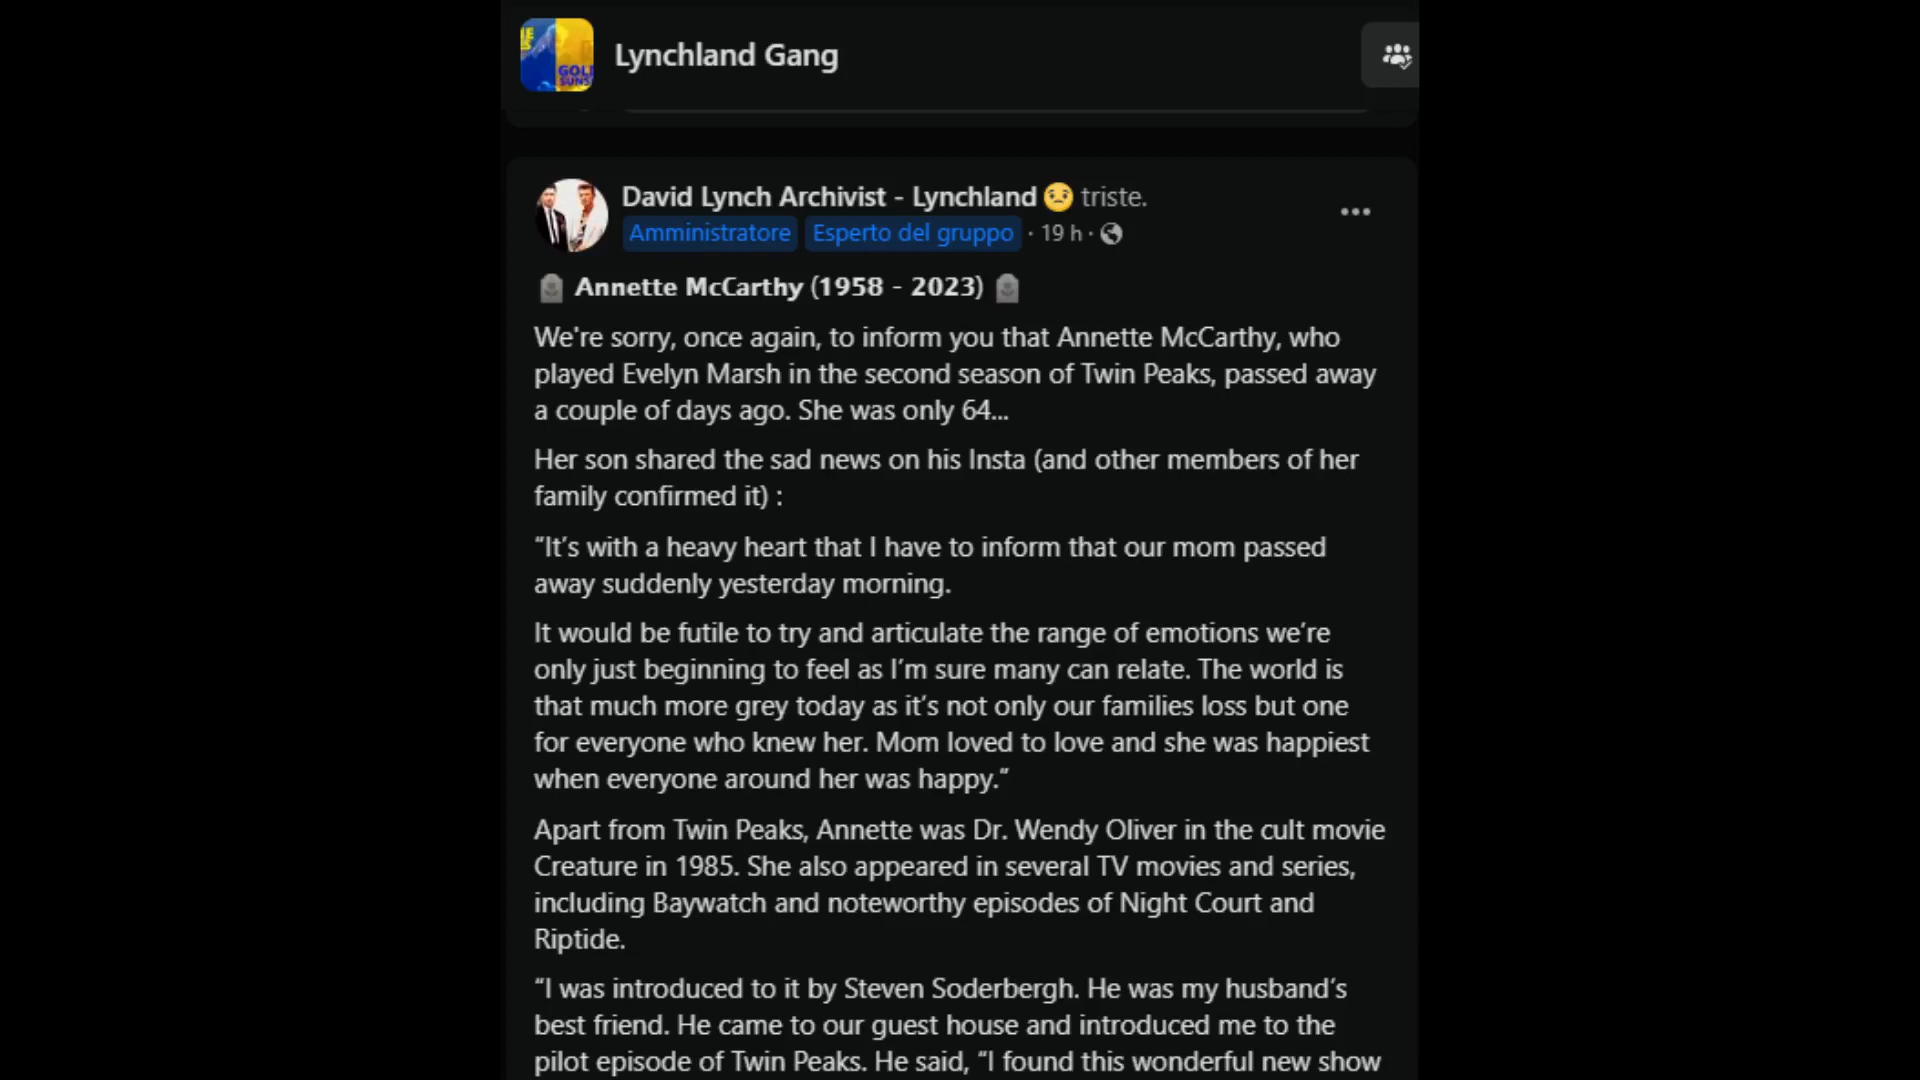 Lynchland Gang
GOL
SUNS
David Lynch Archivist - Lynchland 😟 triste.
Amministratore Esperto del gruppo · 19 h ·
🪦 Annette McCarthy (1958 - 2023) 🪦
We're sorry, once again, to inform you that Annette McCarthy, who
played Evelyn Marsh in the second season of Twin Peaks, passed away
a couple of days ago. She was only 64...
Her son shared the sad news on his Insta (and other members of her
family confirmed it) :
“It’s with a heavy heart that I have to inform that our mom passed
away suddenly yesterday morning.
It would be futile to try and articulate the range of emotions we’re
only just beginning to feel as I’m sure many can relate. The world is
that much more grey today as it’s not only our families loss but one
for everyone who knew her. Mom loved to love and she was happiest
when everyone around her was happy.”
Apart from Twin Peaks, Annette was Dr. Wendy Oliver in the cult movie
Creature in 1985. She also appeared in several TV movies and series,
including Baywatch and noteworthy episodes of Night Court and
Riptide.
“I was introduced to it by Steven Soderbergh. He was my husband’s
best friend. He came to our guest house and introduced me to the
pilot episode of Twin Peaks. He said, “I found this wonderful new show